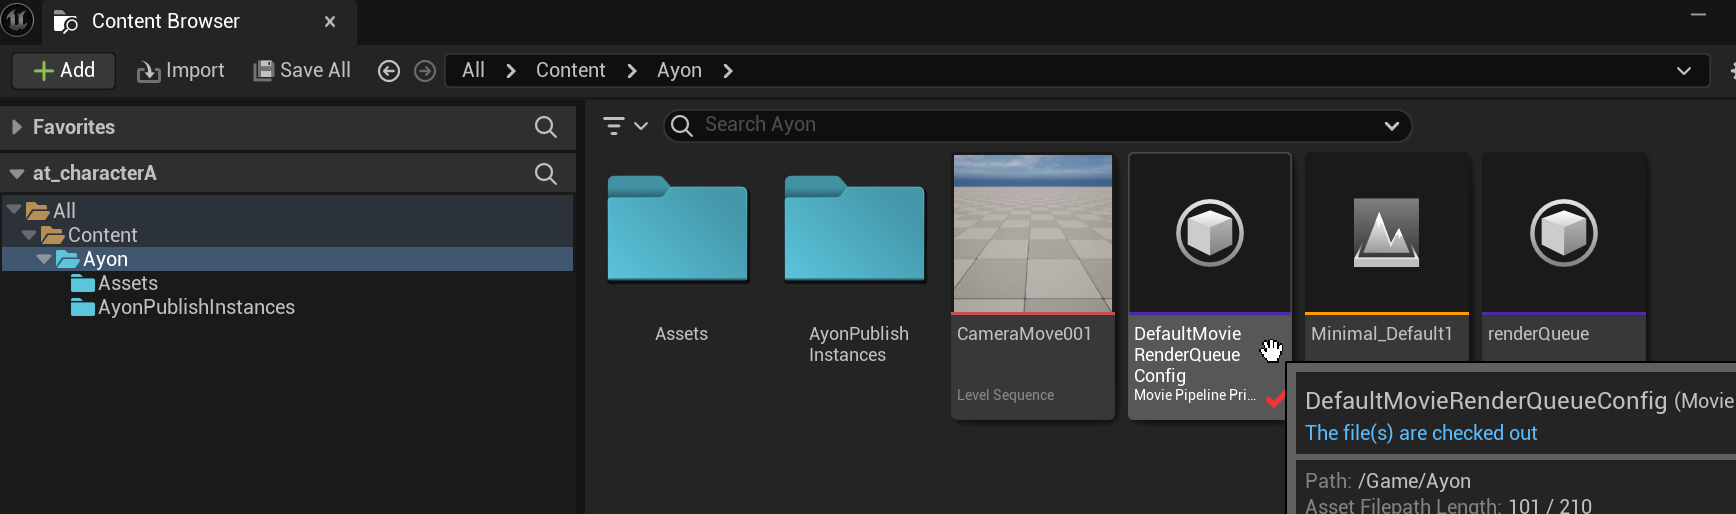 Content Browser
Add
Import
Save All
All
Content
Ayon
Favorites
at_characterA
All
Content
Ayon
Assets
AyonPublishInstances
Search Ayon
Assets
AyonPublish
Instances
CameraMove001
Level Sequence
DefaultMovie
RenderQueue
Config
Movie Pipeline Pri...
Minimal_Default1
renderQueue
DefaultMovieRenderQueueConfig (Movie
The file(s) are checked out
Path: /Game/Ayon
Asset Filepath Length: 101 / 210